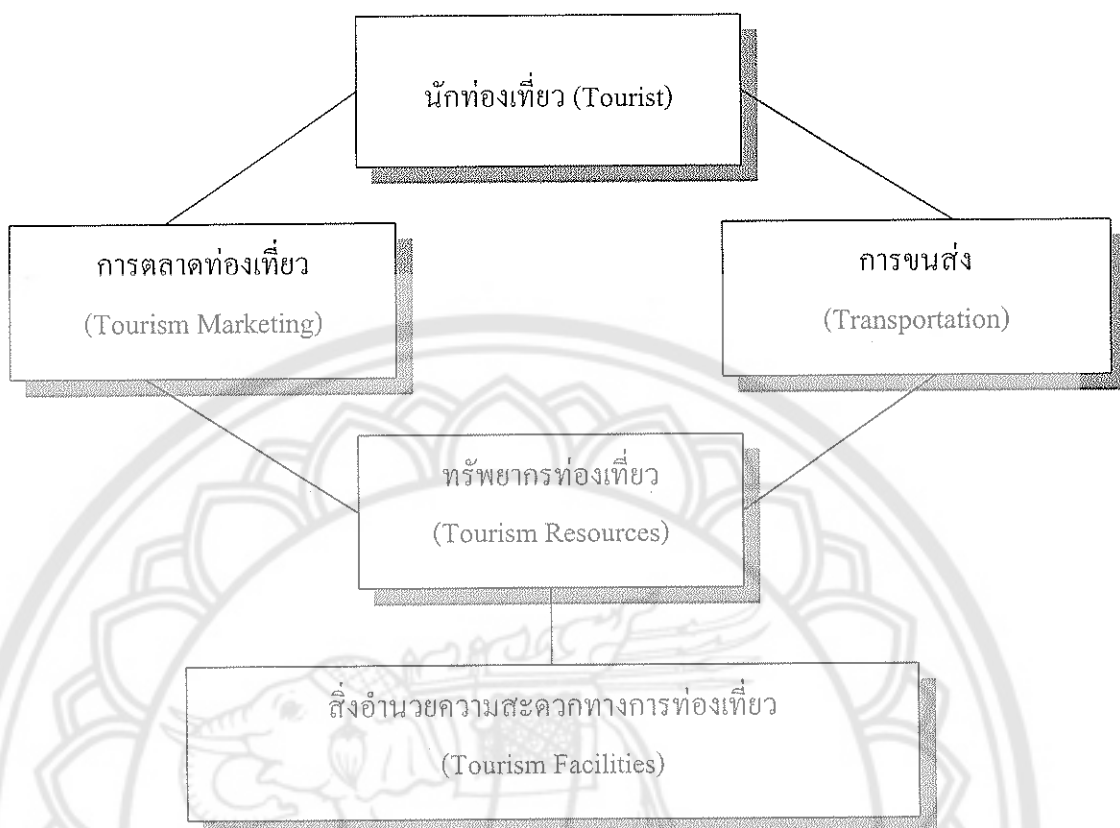 นักท่องเที่ยว (Tourist)
การตลาดท่องเที่ยว
(Tourism Marketing)
การขนส่ง
(Transportation)
ทรัพยากรท่องเที่ยว
(Tourism Resources)
สิ่งอำนวยความสะดวกทางการท่องเที่ยว
(Tourism Facilities)